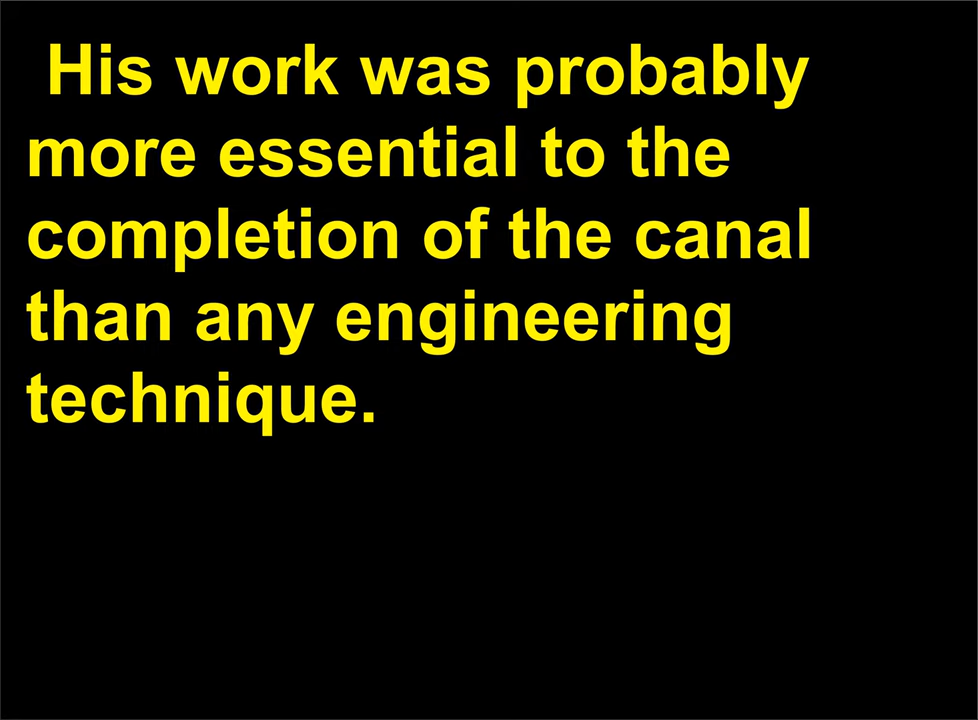 His work was probably
more essential to the
completion of the canal
than any engineering
technique.